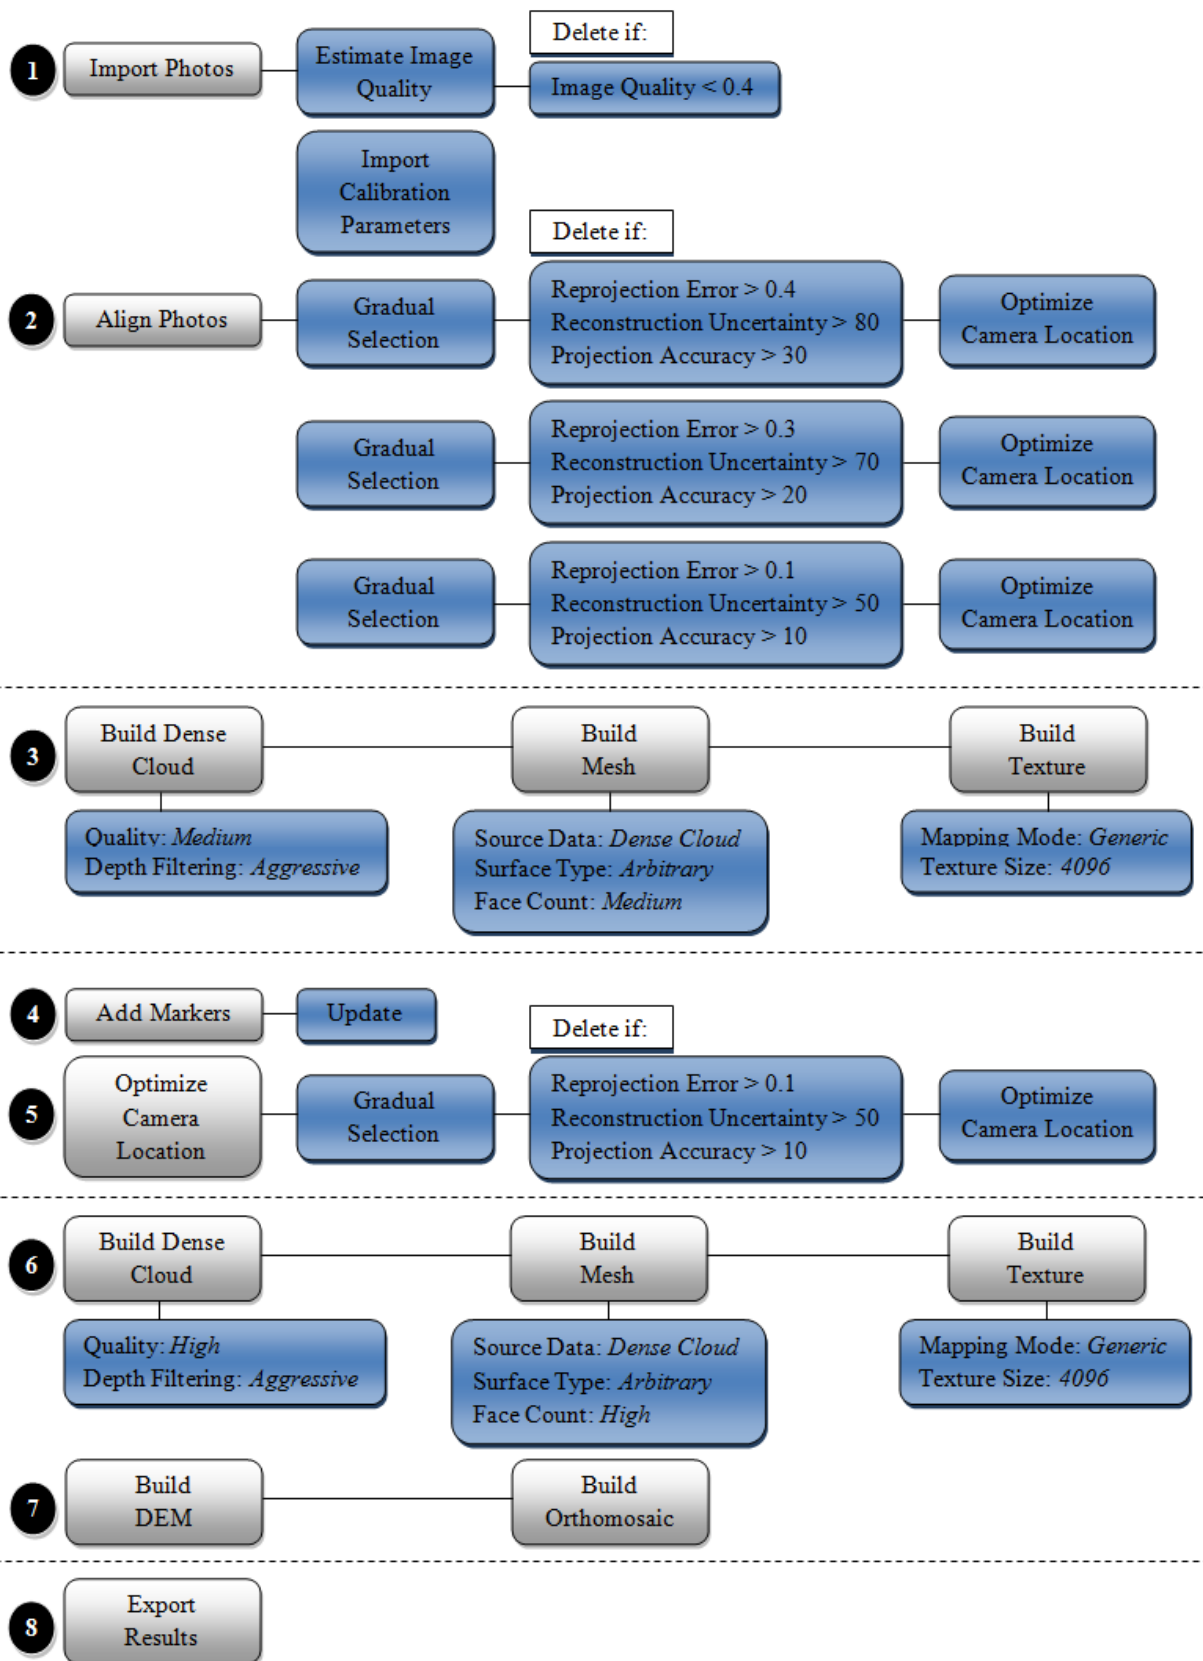 Delete if:
1
Import Photos
Estimate Image
Quality
Image Quality < 0.4
Import
Calibration
Parameters
Delete if:
2
Align Photos
Gradual
Selection
Reprojection Error > 0.4
Reconstruction Uncertainty > 80
Projection Accuracy > 30
Optimize
Camera Location
Gradual
Selection
Reprojection Error > 0.3
Reconstruction Uncertainty > 70
Projection Accuracy > 20
Optimize
Camera Location
Gradual
Selection
Reprojection Error > 0.1
Reconstruction Uncertainty > 50
Projection Accuracy > 10
Optimize
Camera Location
3
Build Dense
Cloud
Build
Mesh
Build
Texture
Quality: Medium
Depth Filtering: Aggressive
Source Data: Dense Cloud
Surface Type: Arbitrary
Face Count: Medium
Mapping Mode: Generic
Texture Size: 4096
4
Add Markers
Update
Delete if:
5
Optimize
Camera
Location
Gradual
Selection
Reprojection Error > 0.1
Reconstruction Uncertainty > 50
Projection Accuracy > 10
Optimize
Camera Location
6
Build Dense
Cloud
Build
Mesh
Build
Texture
Quality: High
Depth Filtering: Aggressive
Source Data: Dense Cloud
Surface Type: Arbitrary
Face Count: High
Mapping Mode: Generic
Texture Size: 4096
7
Build
DEM
Build
Orthomosaic
8
Export
Results